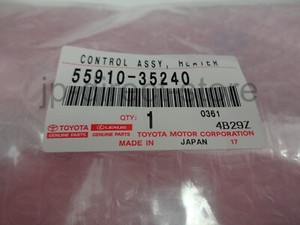 CONTROL ASSY, HEATER
55910-35240
QTY: 1 0361
4B29Z
TOYOTA LEXUS
GENUINE PARTS GENUINE PARTS TOYOTA MOTOR CORPORATION
MADE IN JAPAN 17